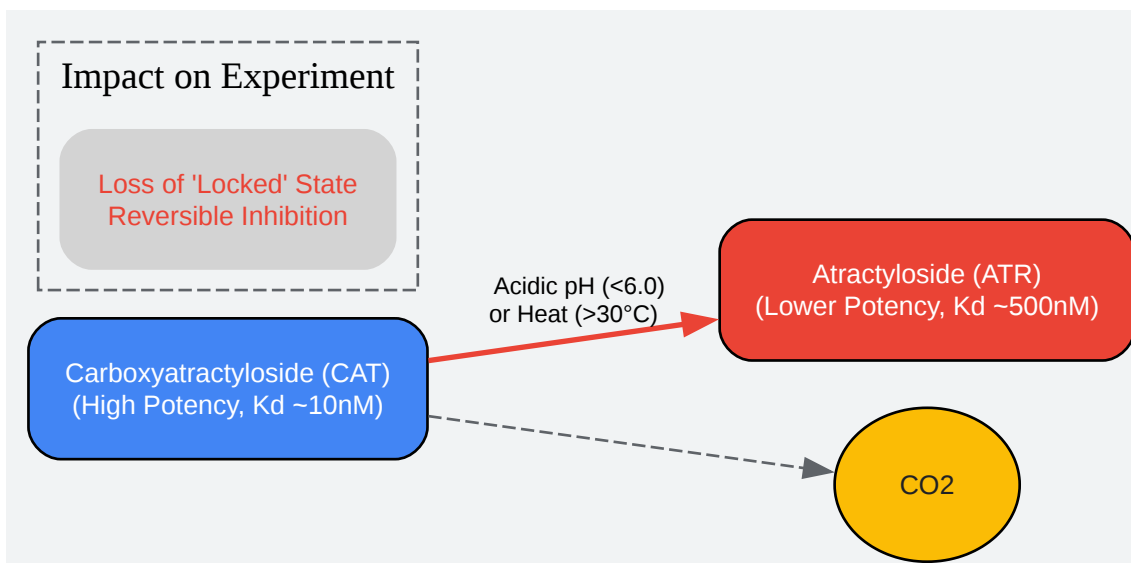 Impact on Experiment
Loss of 'Locked' State
Reversible Inhibition
Acidic pH (<6.0)
or Heat (>30°C)
Atractyloside (ATR)
(Lower Potency, Kd ~500nM)
Carboxyatractyloside (CAT)
(High Potency, Kd ~10nM)
CO2